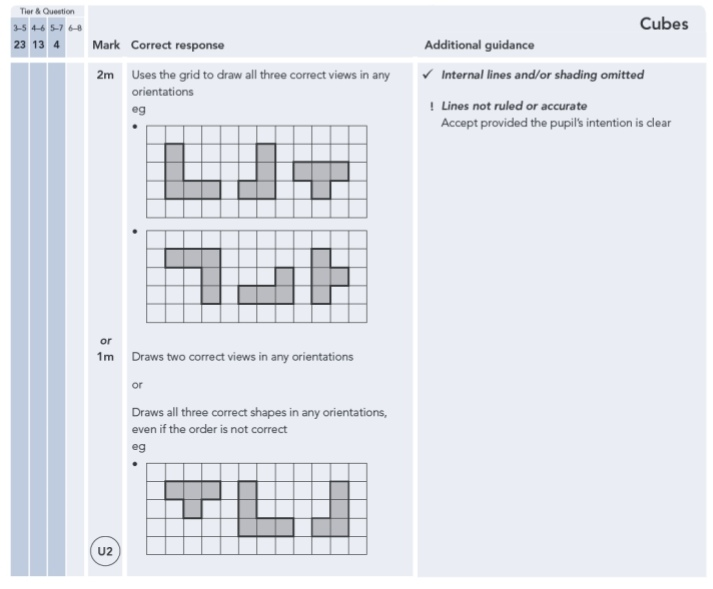 Tier & Question
3–5 4–6 5–7 6–8
23 13 4
Cubes
Mark Correct response
Additional guidance
2m Uses the grid to draw all three correct views in any
orientations
eg
•
•
✓ Internal lines and/or shading omitted
! Lines not ruled or accurate
Accept provided the pupil's intention is clear
or
1m Draws two correct views in any orientations
or
Draws all three correct shapes in any orientations,
even if the order is not correct
eg
•
U2